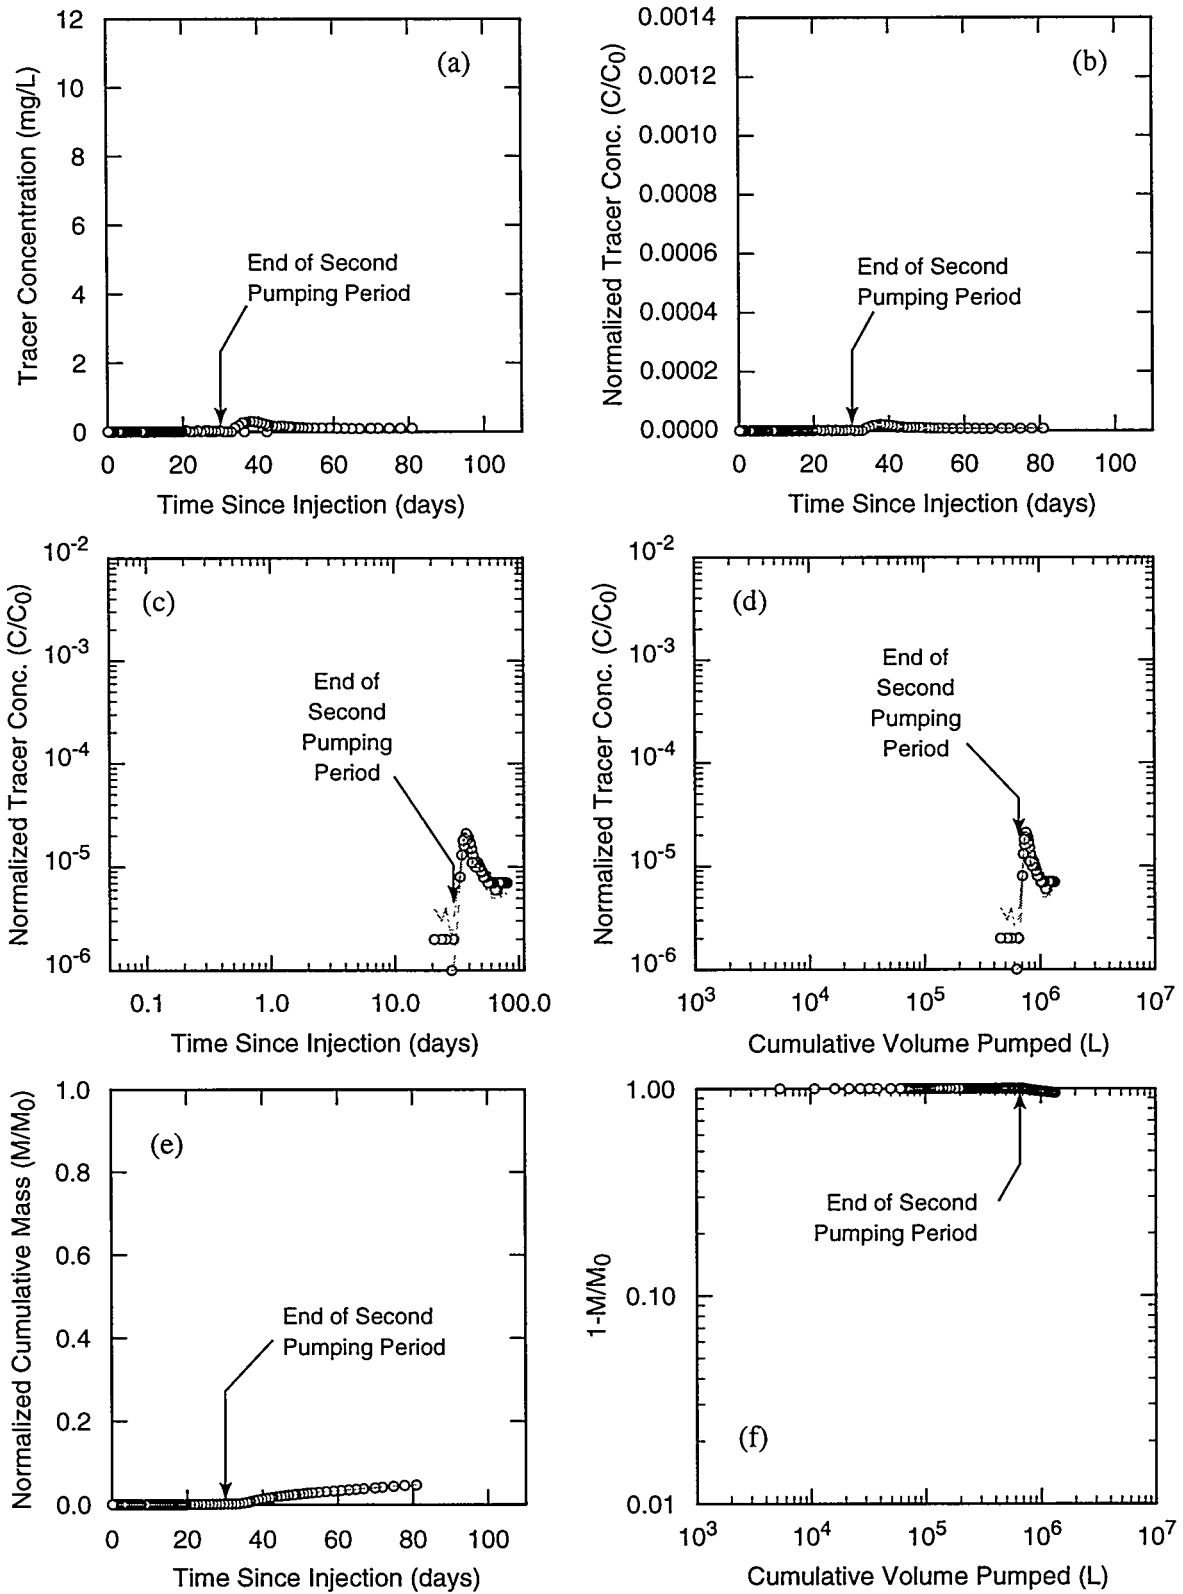 12
10
8
6
4
2
0
Tracer Concentration (mg/L)
(a)
End of Second
Pumping Period
0 20 40 60 80 100
Time Since Injection (days)
0.0014
0.0012
0.0010
0.0008
0.0006
0.0004
0.0002
0.0000
Normalized Tracer Conc. (C/C0)
(b)
End of Second
Pumping Period
0 20 40 60 80 100
Time Since Injection (days)
10-2
10-3
10-4
10-5
10-6
Normalized Tracer Conc. (C/C0)
(c)
End of
Second
Pumping
Period
0.1 1.0 10.0 100.0
Time Since Injection (days)
10-2
10-3
10-4
10-5
10-6
Normalized Tracer Conc. (C/C0)
(d)
End of
Second
Pumping
Period
103 104 105 106 107
Cumulative Volume Pumped (L)
1.0
0.8
0.6
0.4
0.2
0.0
Normalized Cumulative Mass (M/M0)
(e)
End of Second
Pumping Period
0 20 40 60 80 100
Time Since Injection (days)
1.00
0.10
0.01
1-M/M0
End of Second
Pumping Period
(f)
103 104 105 106 107
Cumulative Volume Pumped (L)